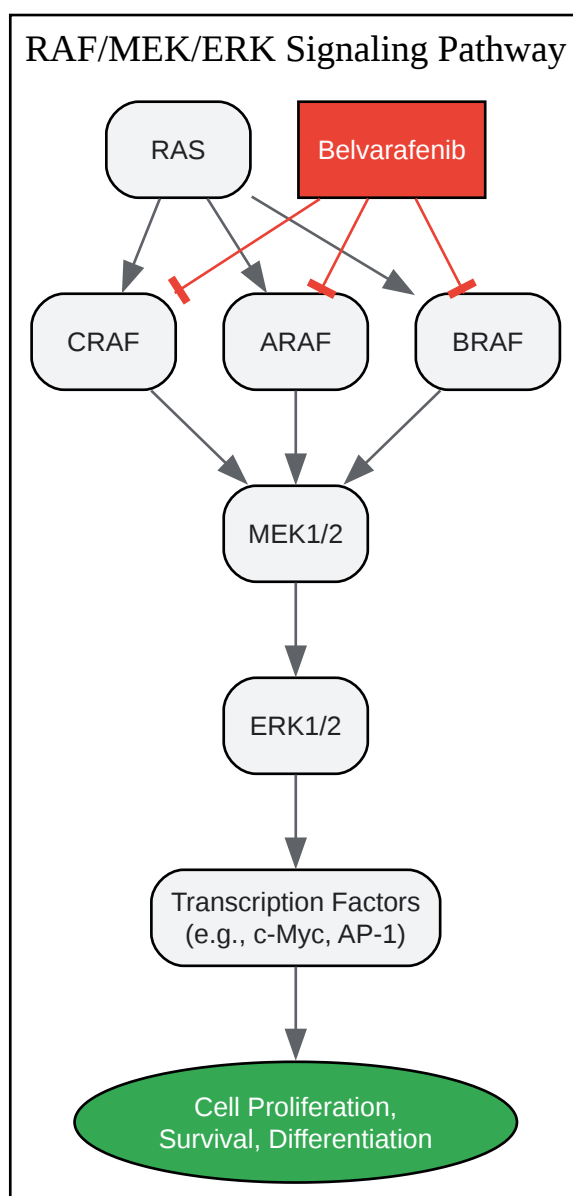 RAF/MEK/ERK Signaling Pathway
RAS
Belvarafenib
CRAF
ARAF
BRAF
MEK1/2
ERK1/2
Transcription Factors
(e.g., c-Myc, AP-1)
Cell Proliferation,
Survival, Differentiation